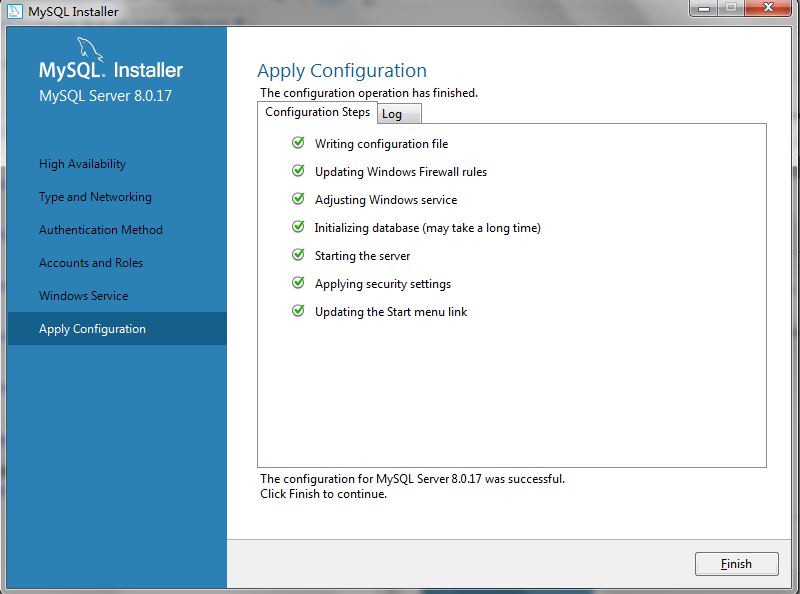 MySQL Installer
MySQL. Installer
MySQL Server 8.0.17
High Availability
Type and Networking
Authentication Method
Accounts and Roles
Windows Service
Apply Configuration
Apply Configuration
The configuration operation has finished.
Configuration Steps
Log
Writing configuration file
Updating Windows Firewall rules
Adjusting Windows service
Initializing database (may take a long time)
Starting the server
Applying security settings
Updating the Start menu link
The configuration for MySQL Server 8.0.17 was successful.
Click Finish to continue.
Finish